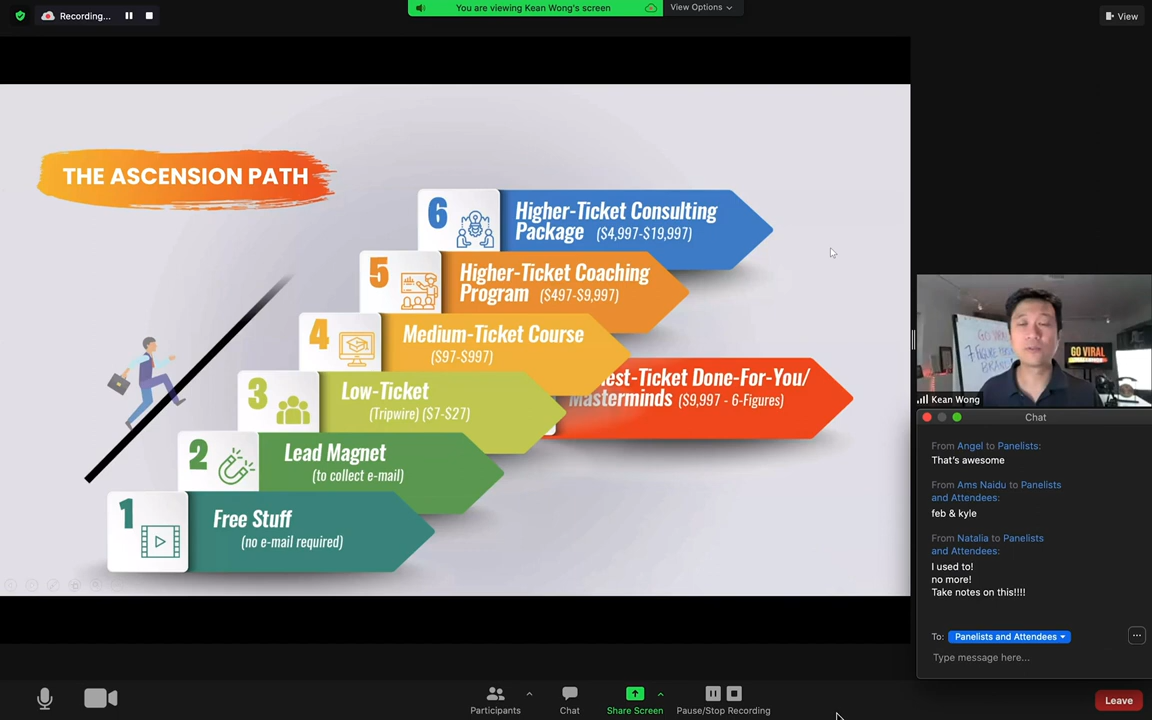 Recording...
You are viewing Kean Wong's screen
View Options
View
THE ASCENSION PATH
6
Higher-Ticket Consulting
Package ($4,997-$19,997)
5
Higher-Ticket Coaching
Program ($497-$9,997)
4
Medium-Ticket Course
($97-$997)
3
Low-Ticket
(Tripwire) ($7-$27)
est-Ticket Done-For-You/
Masterminds ($9,997 - 6-Figures)
2
Lead Magnet
(to collect e-mail)
1
Free Stuff
(no e-mail required)
GO VIRAL
Kean Wong
Chat
From Angel to Panelists:
That's awesome
From Ams Naidu to Panelists
and Attendees:
feb & kyle
From Natalia to Panelists
and Attendees:
I used to!
no more!
Take notes on this!!!!
To: Panelists and Attendees
Type message here...
Participants
Chat
Share Screen
Pause/Stop Recording
Leave